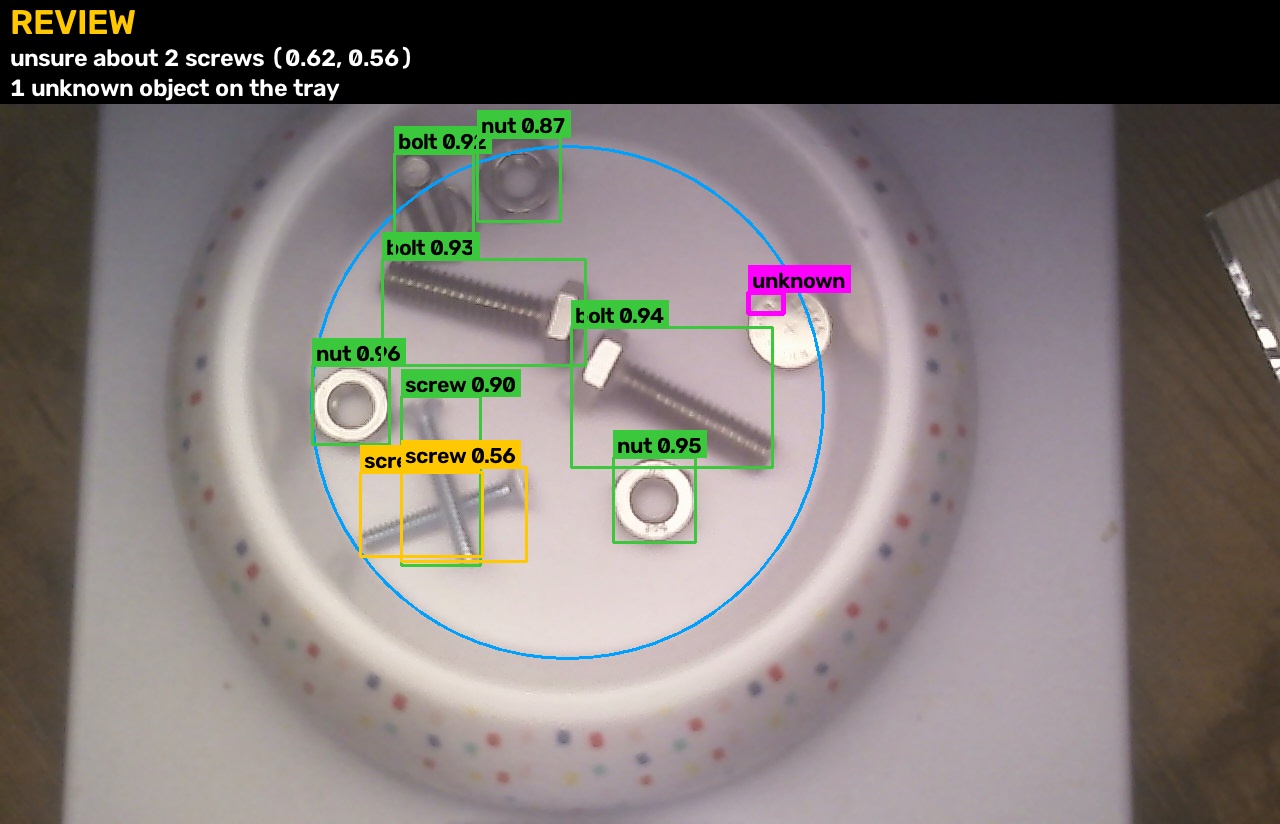 REVIEW
unsure about 2 screws (0.62, 0.56)
1 unknown object on the tray
nut 0.87
bolt 0.92
bolt 0.93
unknown
bolt 0.94
nut 0.96
screw 0.90
nut 0.95
screw 0.56